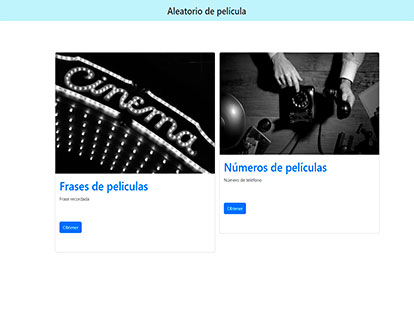 Aleatorio de película
Cinema
Frases de películas
Frase recordada
Obtener
Números de películas
Número de teléfono
Obtener